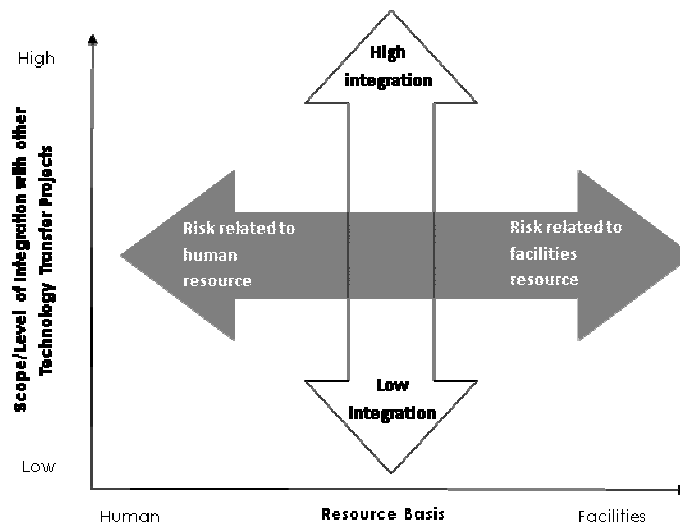 High
High
integration
Scope/Level of Integration with other
Technology Transfer Projects
Risk related to
human
resource
Risk related to
facilities
resource
Low
integration
Low
Human
Resource Basis
Facilities